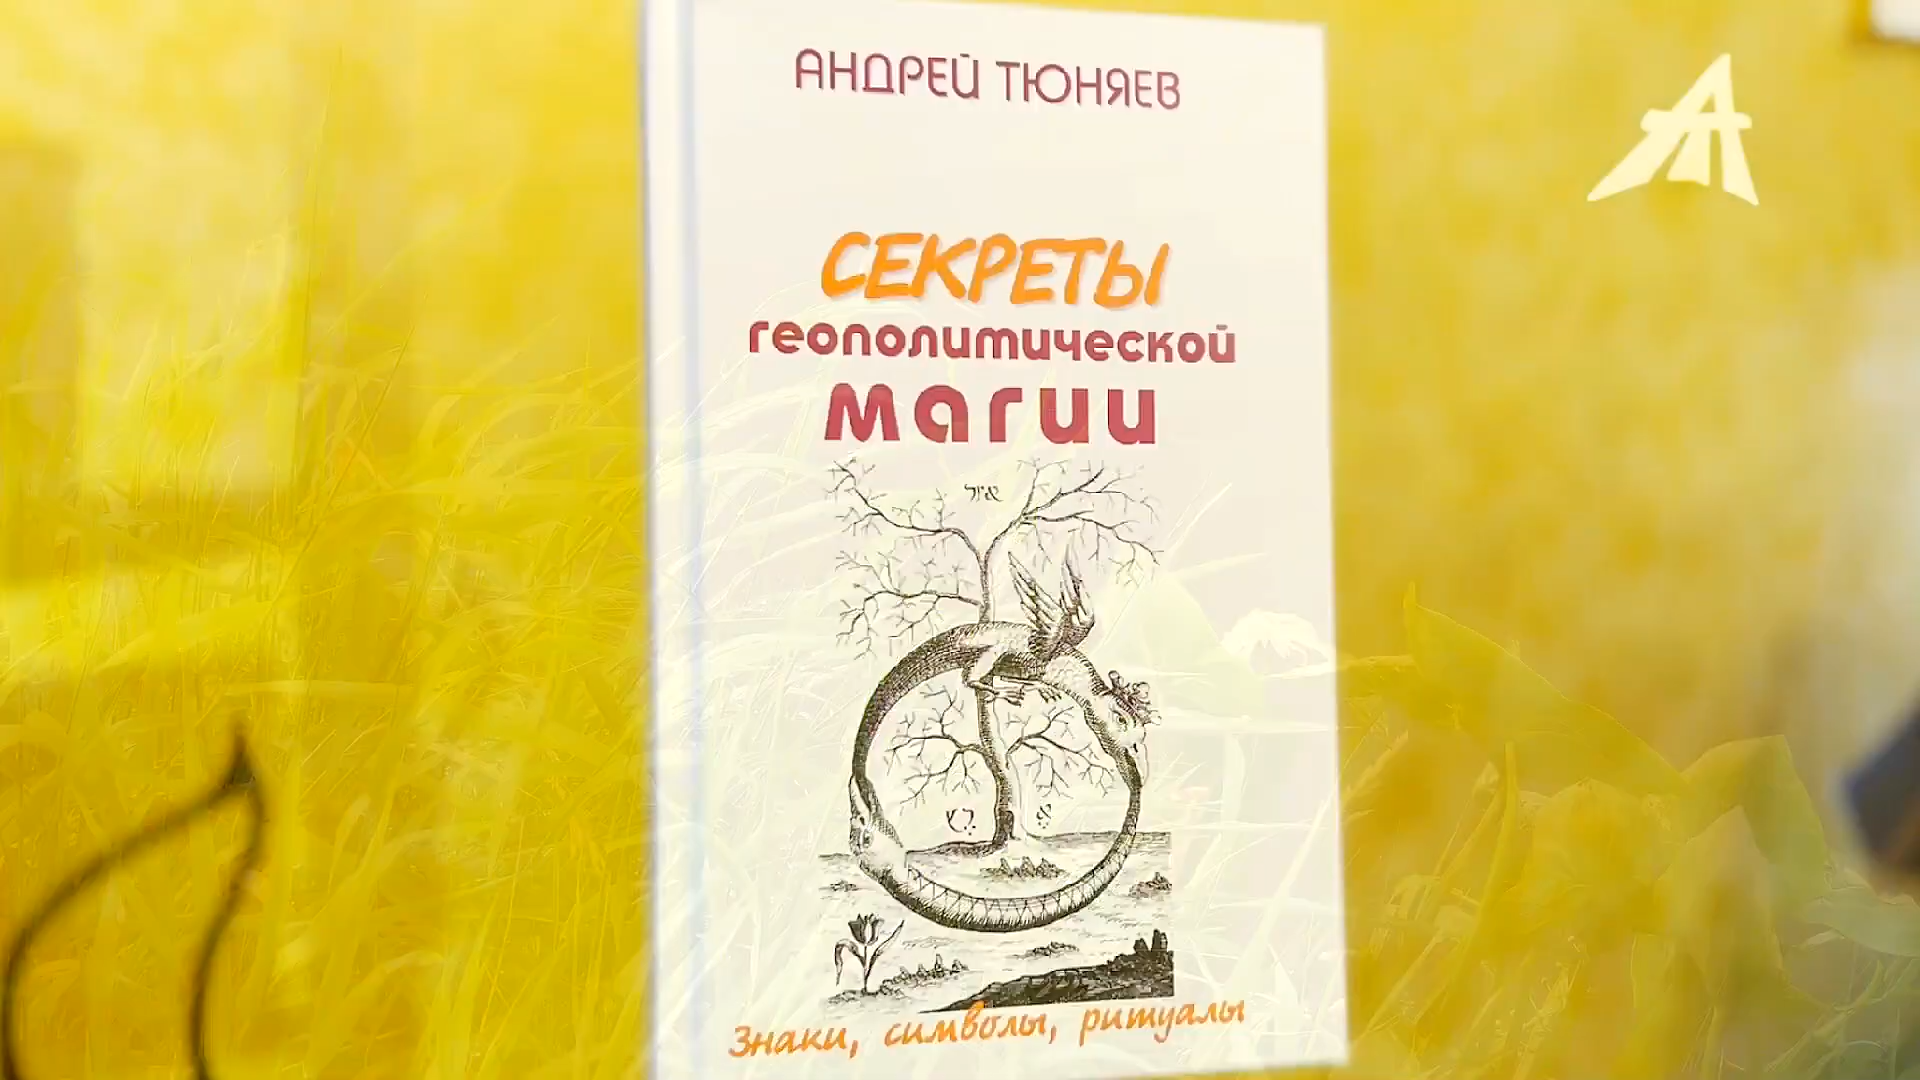 АНДРЕЙ ТЮНЯЕВ
СЕКРЕТЫ
геополитической
магии
Знаки, символы, ритуалы